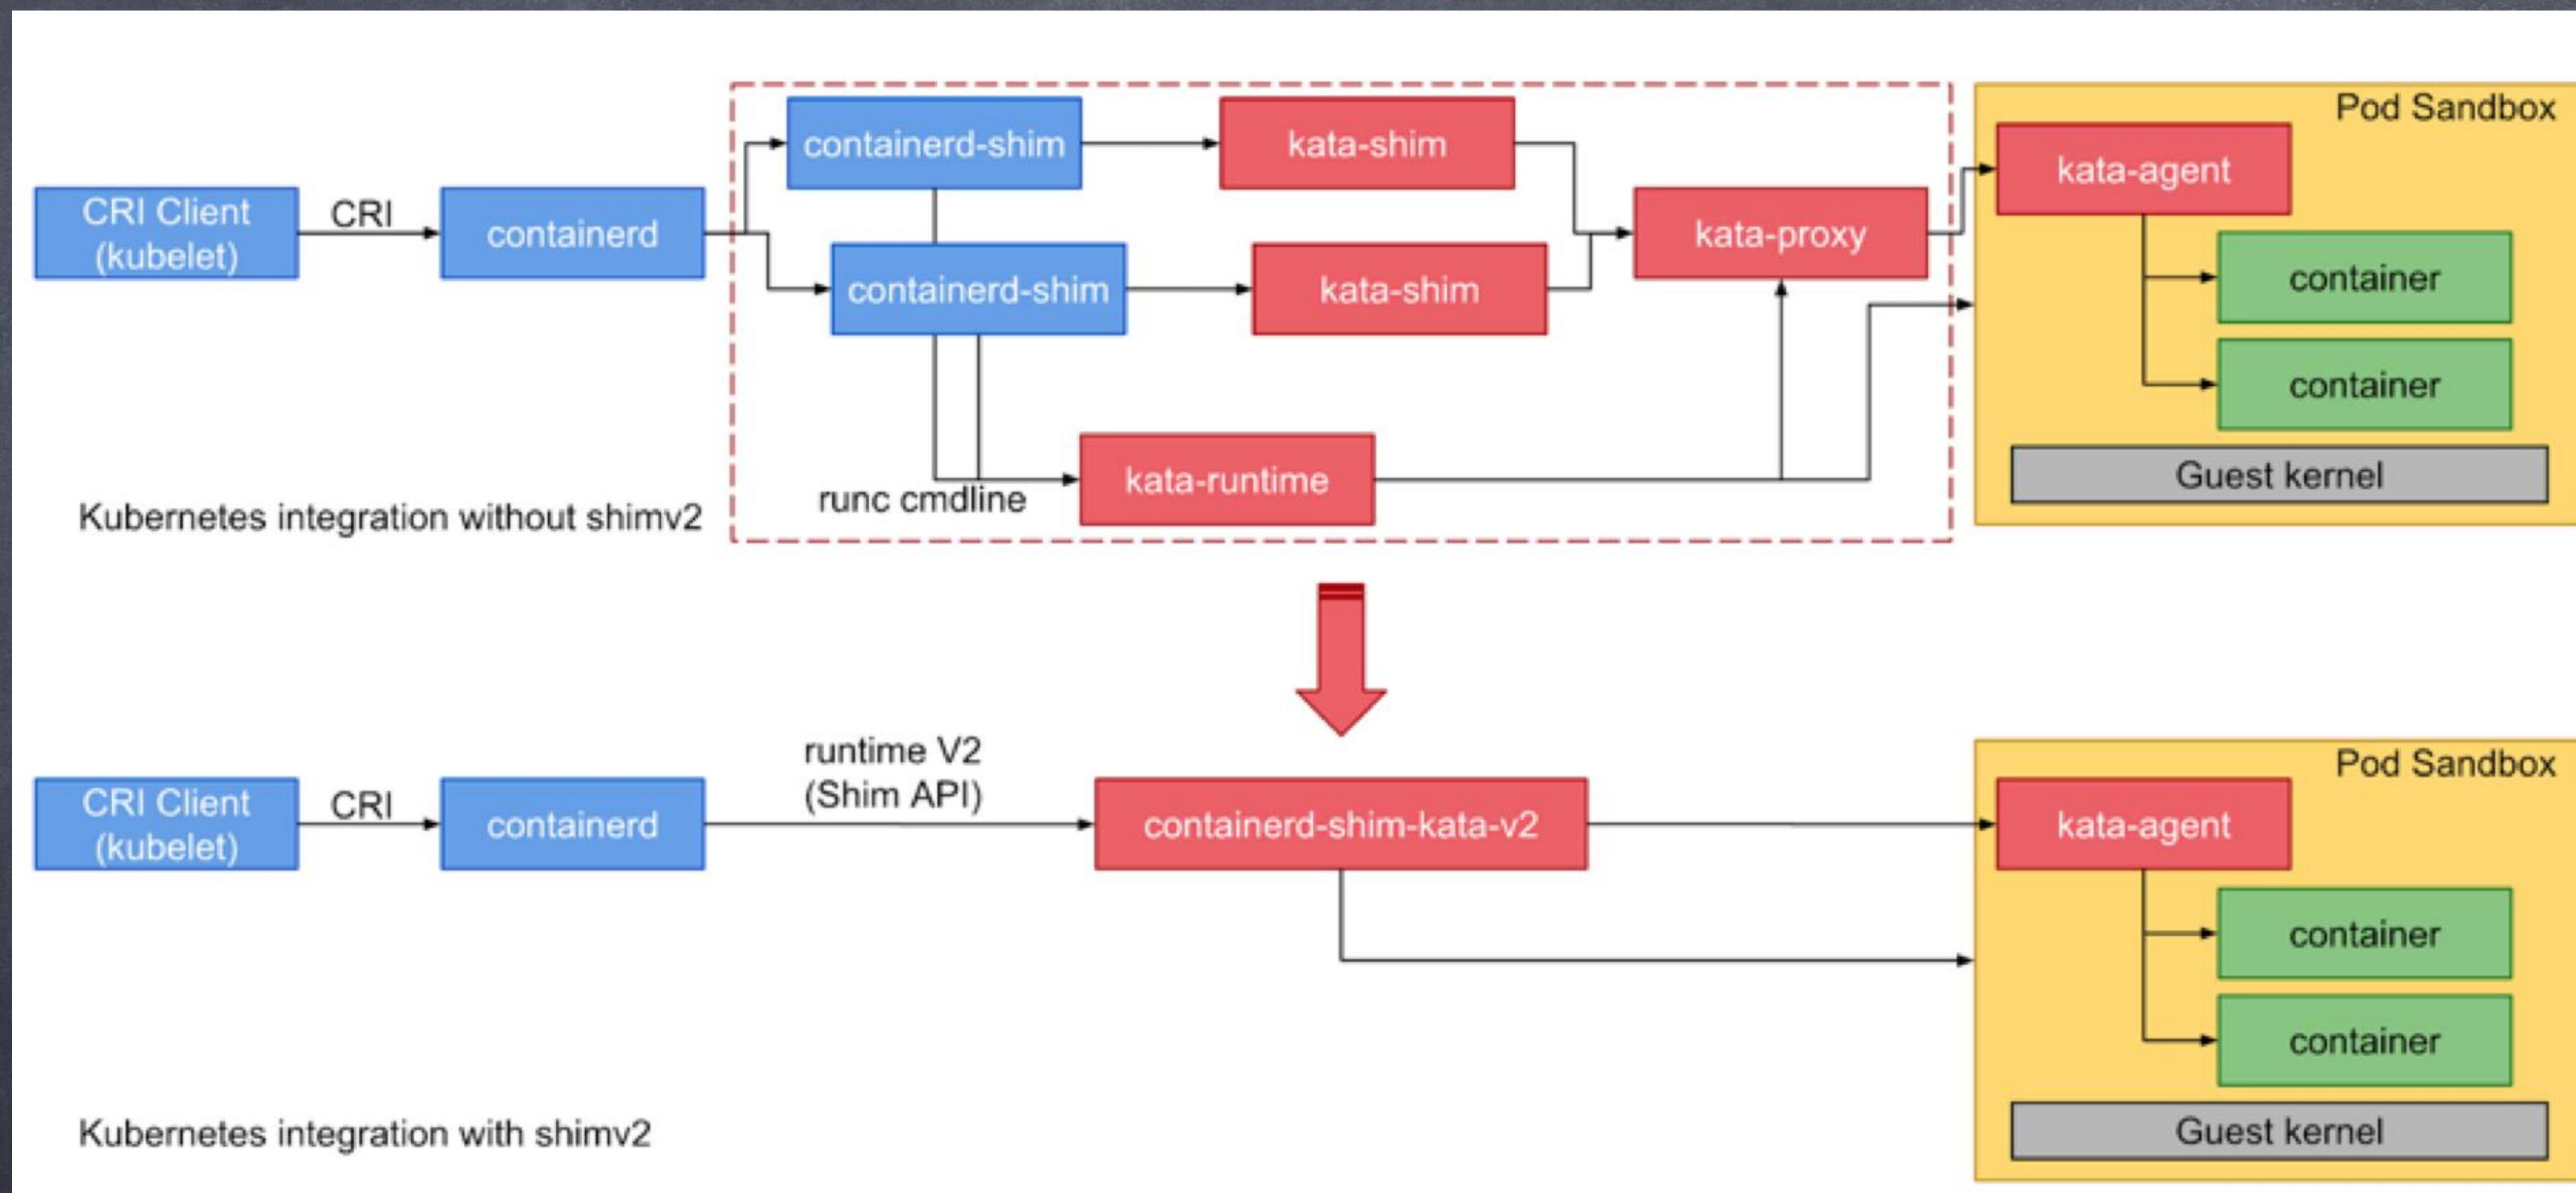 Pod Sandbox
containerd-shim
kata-shim
kata-agent
CRI Client
(kubelet)
CRI
containerd
kata-proxy
containerd-shim
kata-shim
container
container
kata-runtime
runc cmdline
Guest kernel
Kubernetes integration without shimv2
runtime V2
(Shim API)
Pod Sandbox
CRI Client
(kubelet)
CRI
containerd
containerd-shim-kata-v2
kata-agent
container
container
Guest kernel
Kubernetes integration with shimv2